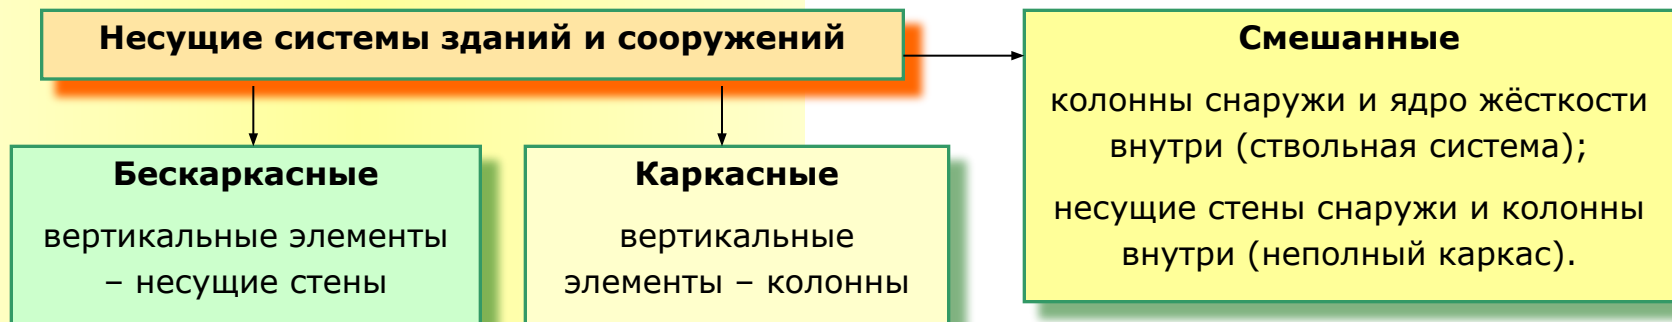 Несущие системы зданий и сооружений
Бескаркасные
вертикальные элементы
– несущие стены
Каркасные
вертикальные
элементы – колонны
Смешанные
колонны снаружи и ядро жёсткости
внутри (ствольная система);
несущие стены снаружи и колонны
внутри (неполный каркас).